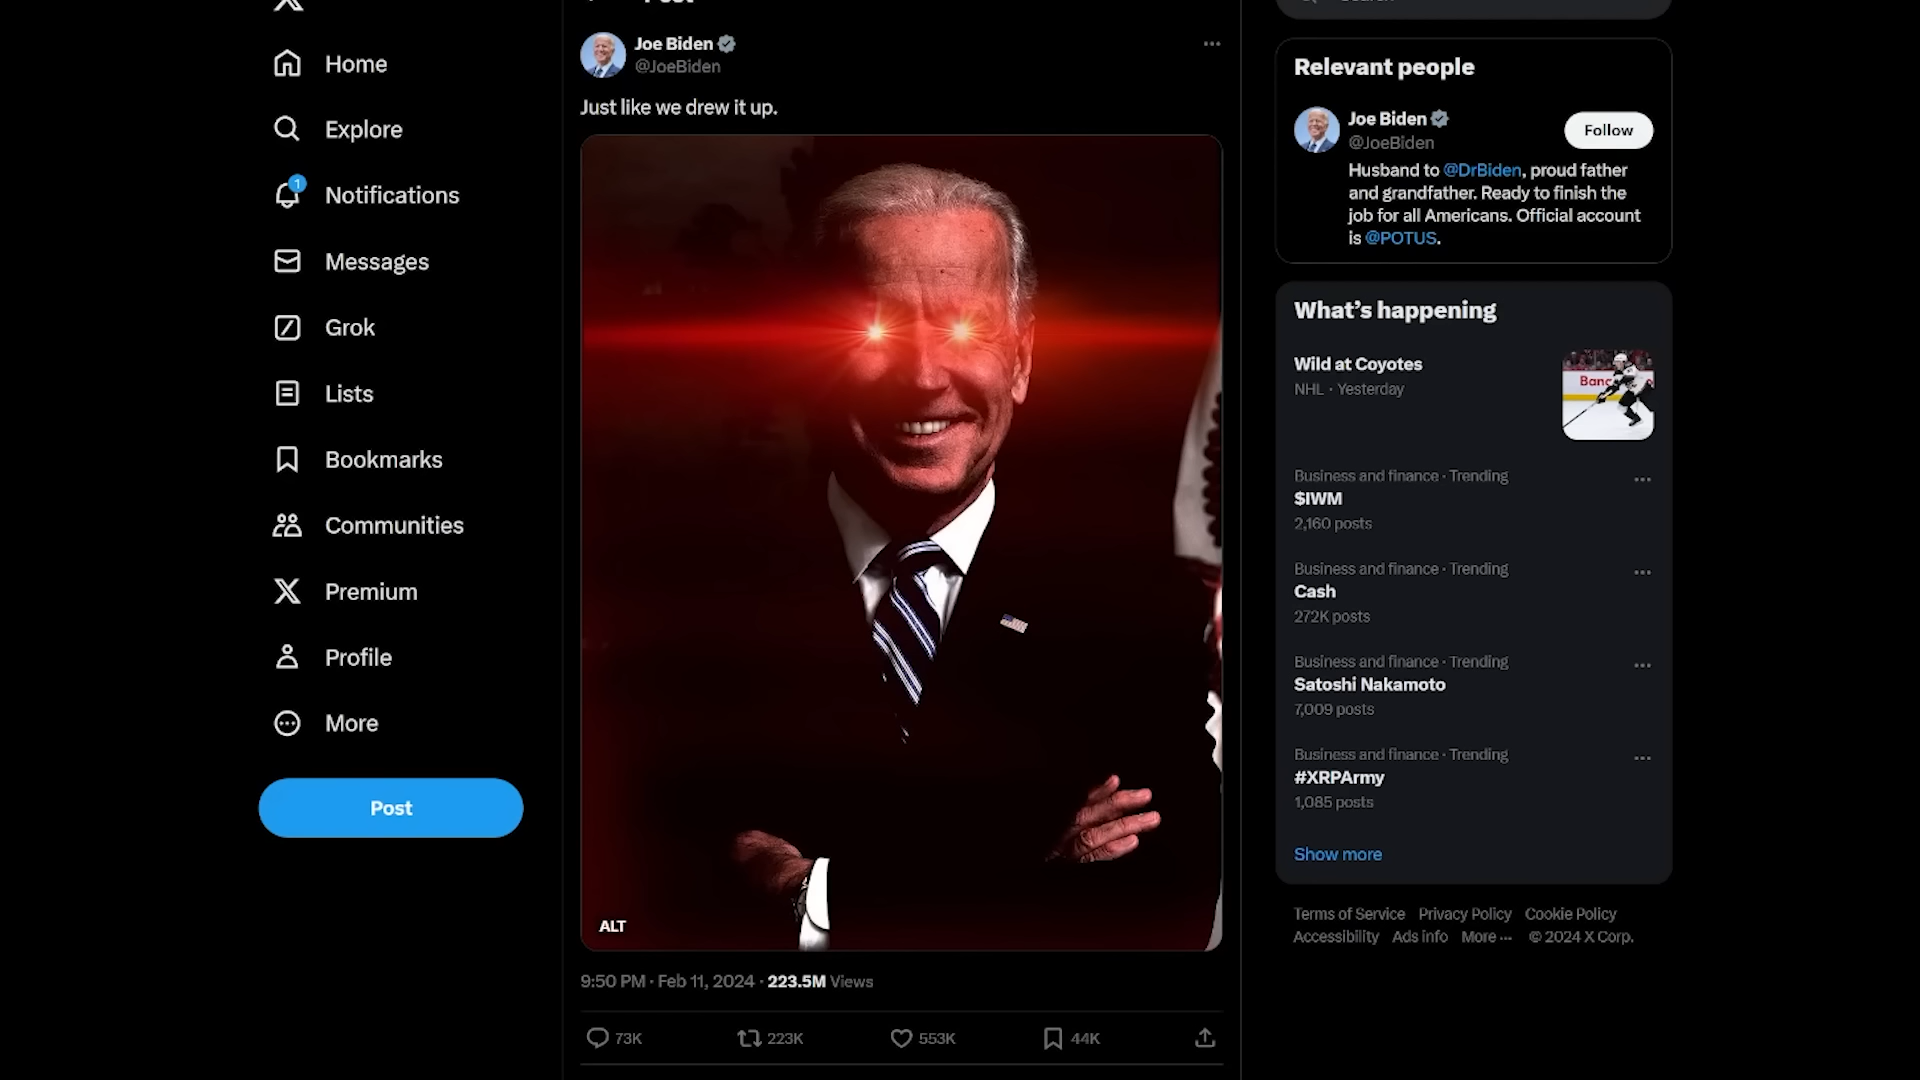 Home
Explore
1
Notifications
Messages
Grok
Lists
Bookmarks
Communities
Premium
Profile
More
Post
Post
Joe Biden
@JoeBiden
Just like we drew it up.
ALT
9:50 PM · Feb 11, 2024 · 223.5M Views
73K
223K
553K
44K
Search
Relevant people
Joe Biden
@JoeBiden
Follow
Husband to @DrBiden, proud father
and grandfather. Ready to finish the
job for all Americans. Official account
is @POTUS.
What's happening
Wild at Coyotes
NHL · Yesterday
Business and finance · Trending
$IWM
2,160 posts
Business and finance · Trending
Cash
272K posts
Business and finance · Trending
Satoshi Nakamoto
7,009 posts
Business and finance · Trending
#XRPArmy
1,085 posts
Show more
Terms of Service Privacy Policy Cookie Policy
Accessibility Ads info More ··· © 2024 X Corp.